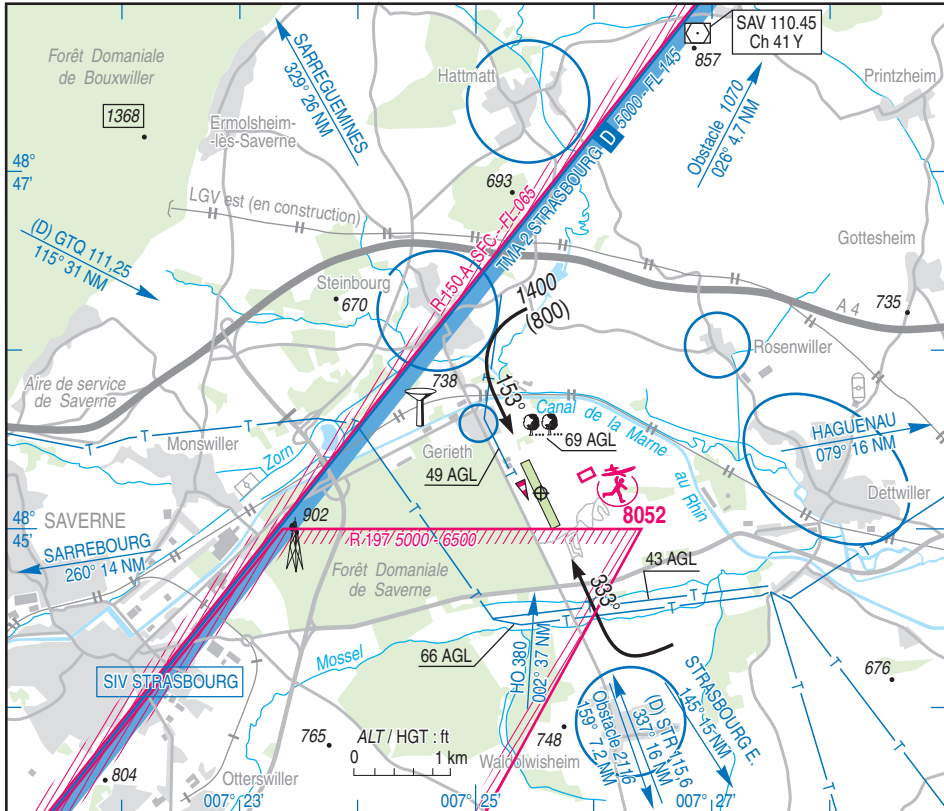 SAV 110.45
Ch 41 Y
857
Forêt Domaniale
de Bouxwiller
SARREGUEMINES
329° 26 NM
Hattmatt
Printzheim
1368
Ermolsheim-
-lès-Saverne
5000 - FL 145
D
TMA 2 STRASBOURG
Obstacle 1070
026° 4.7 NM
48°
47'
693
LGV est (en construction)
R 150 A SFC - FL 065
(D) GTQ 111,25
115° 31 NM
Gottesheim
Steinbourg
670
1400
(800)
A 4
735
Rosenwiller
Aire de service
de Saverne
738
153°
Canal de la Marne au Rhin
69 AGL
Monswiller
Zorn
Gerieth
49 AGL
HAGUENAU
079° 16 NM
Dettwiller
8052
902
48°
45'
SAVERNE
SARREBOURG
260° 14 NM
R 197 5000 - 6500
Forêt Domaniale
de Saverne
43 AGL
333°
Mossel
66 AGL
HO 380
002° 37 NM
SIV STRASBOURG
STRASBOURG E.
145° 15 NM
676
(D) STR 115,6
337° 16 NM
Obstacle 2116
159° 7.2 NM
765
ALT / HGT : ft
0 1 km
748
Waldolwisheim
804
Otterswiller
007° 23'
007° 25'
007° 27'
T T T T T T T T T T T T